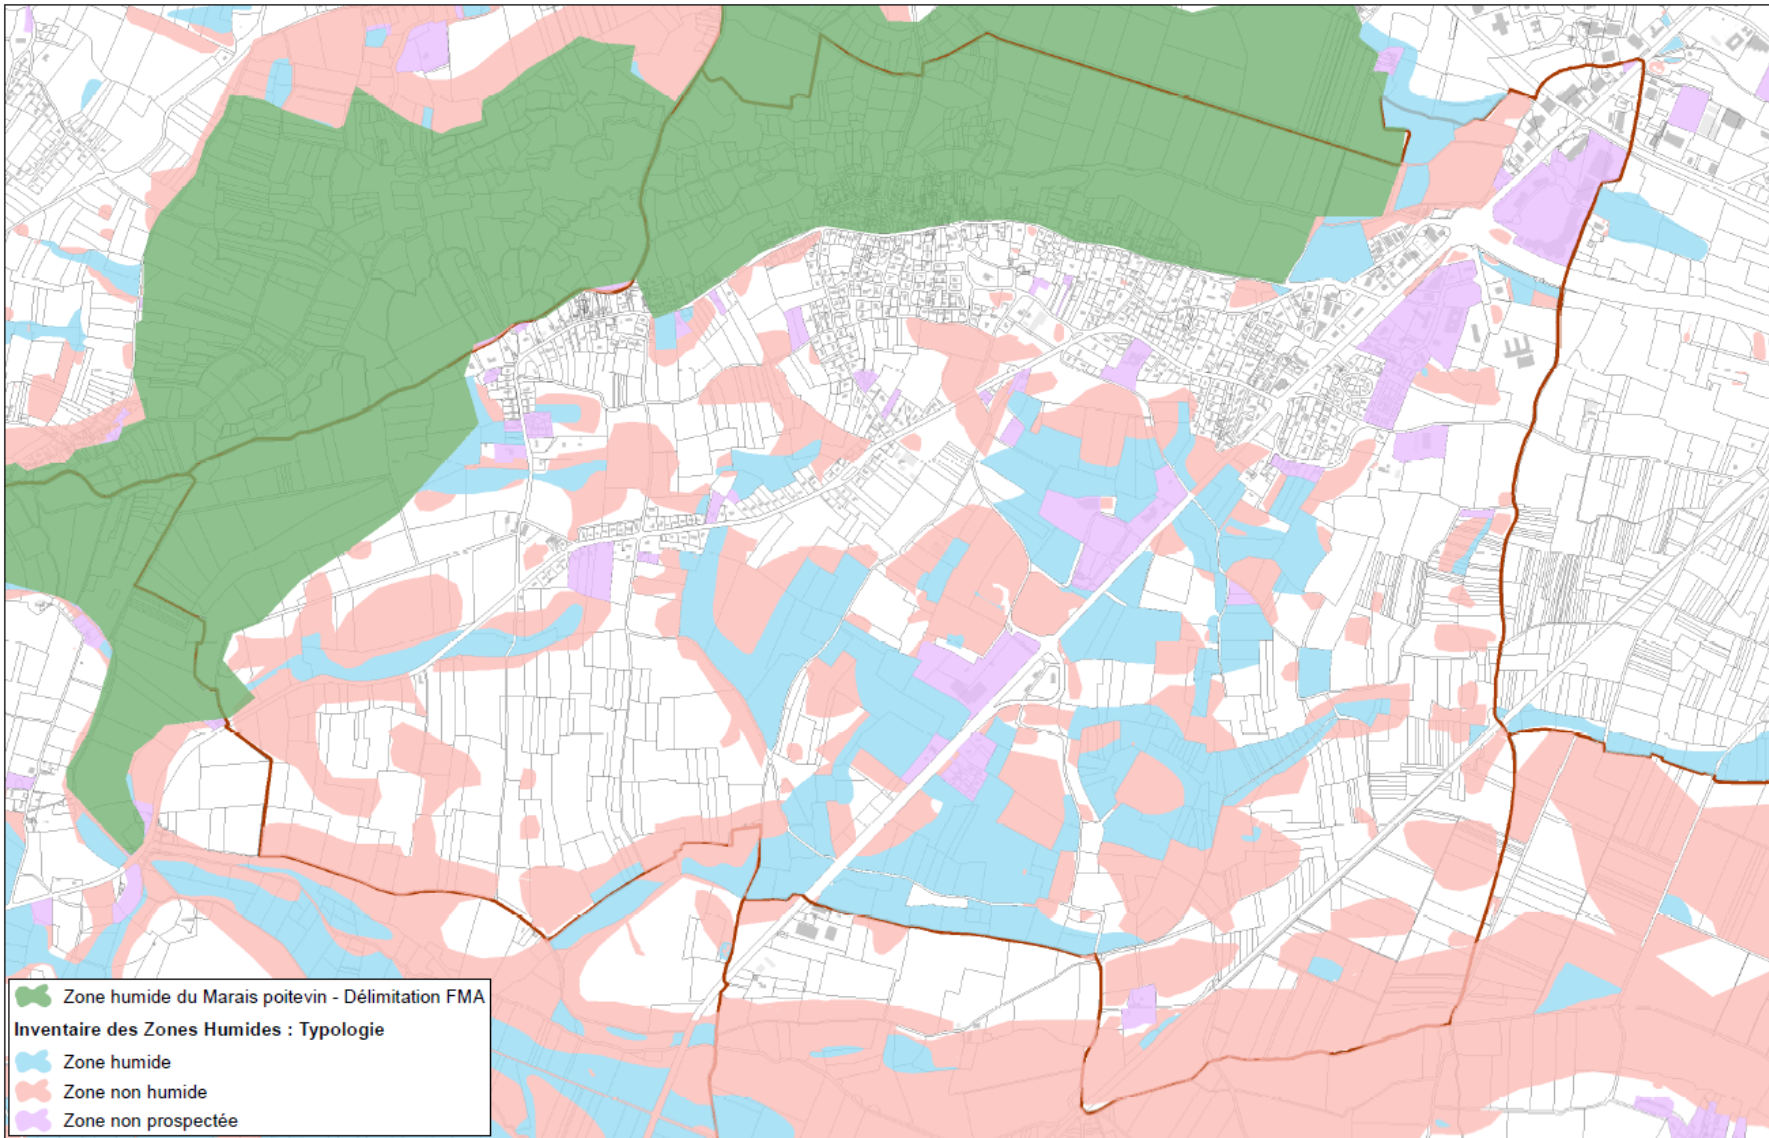 Zone humide du Marais poitevin - Délimitation FMA
Inventaire des Zones Humides : Typologie
Zone humide
Zone non humide
Zone non prospectée